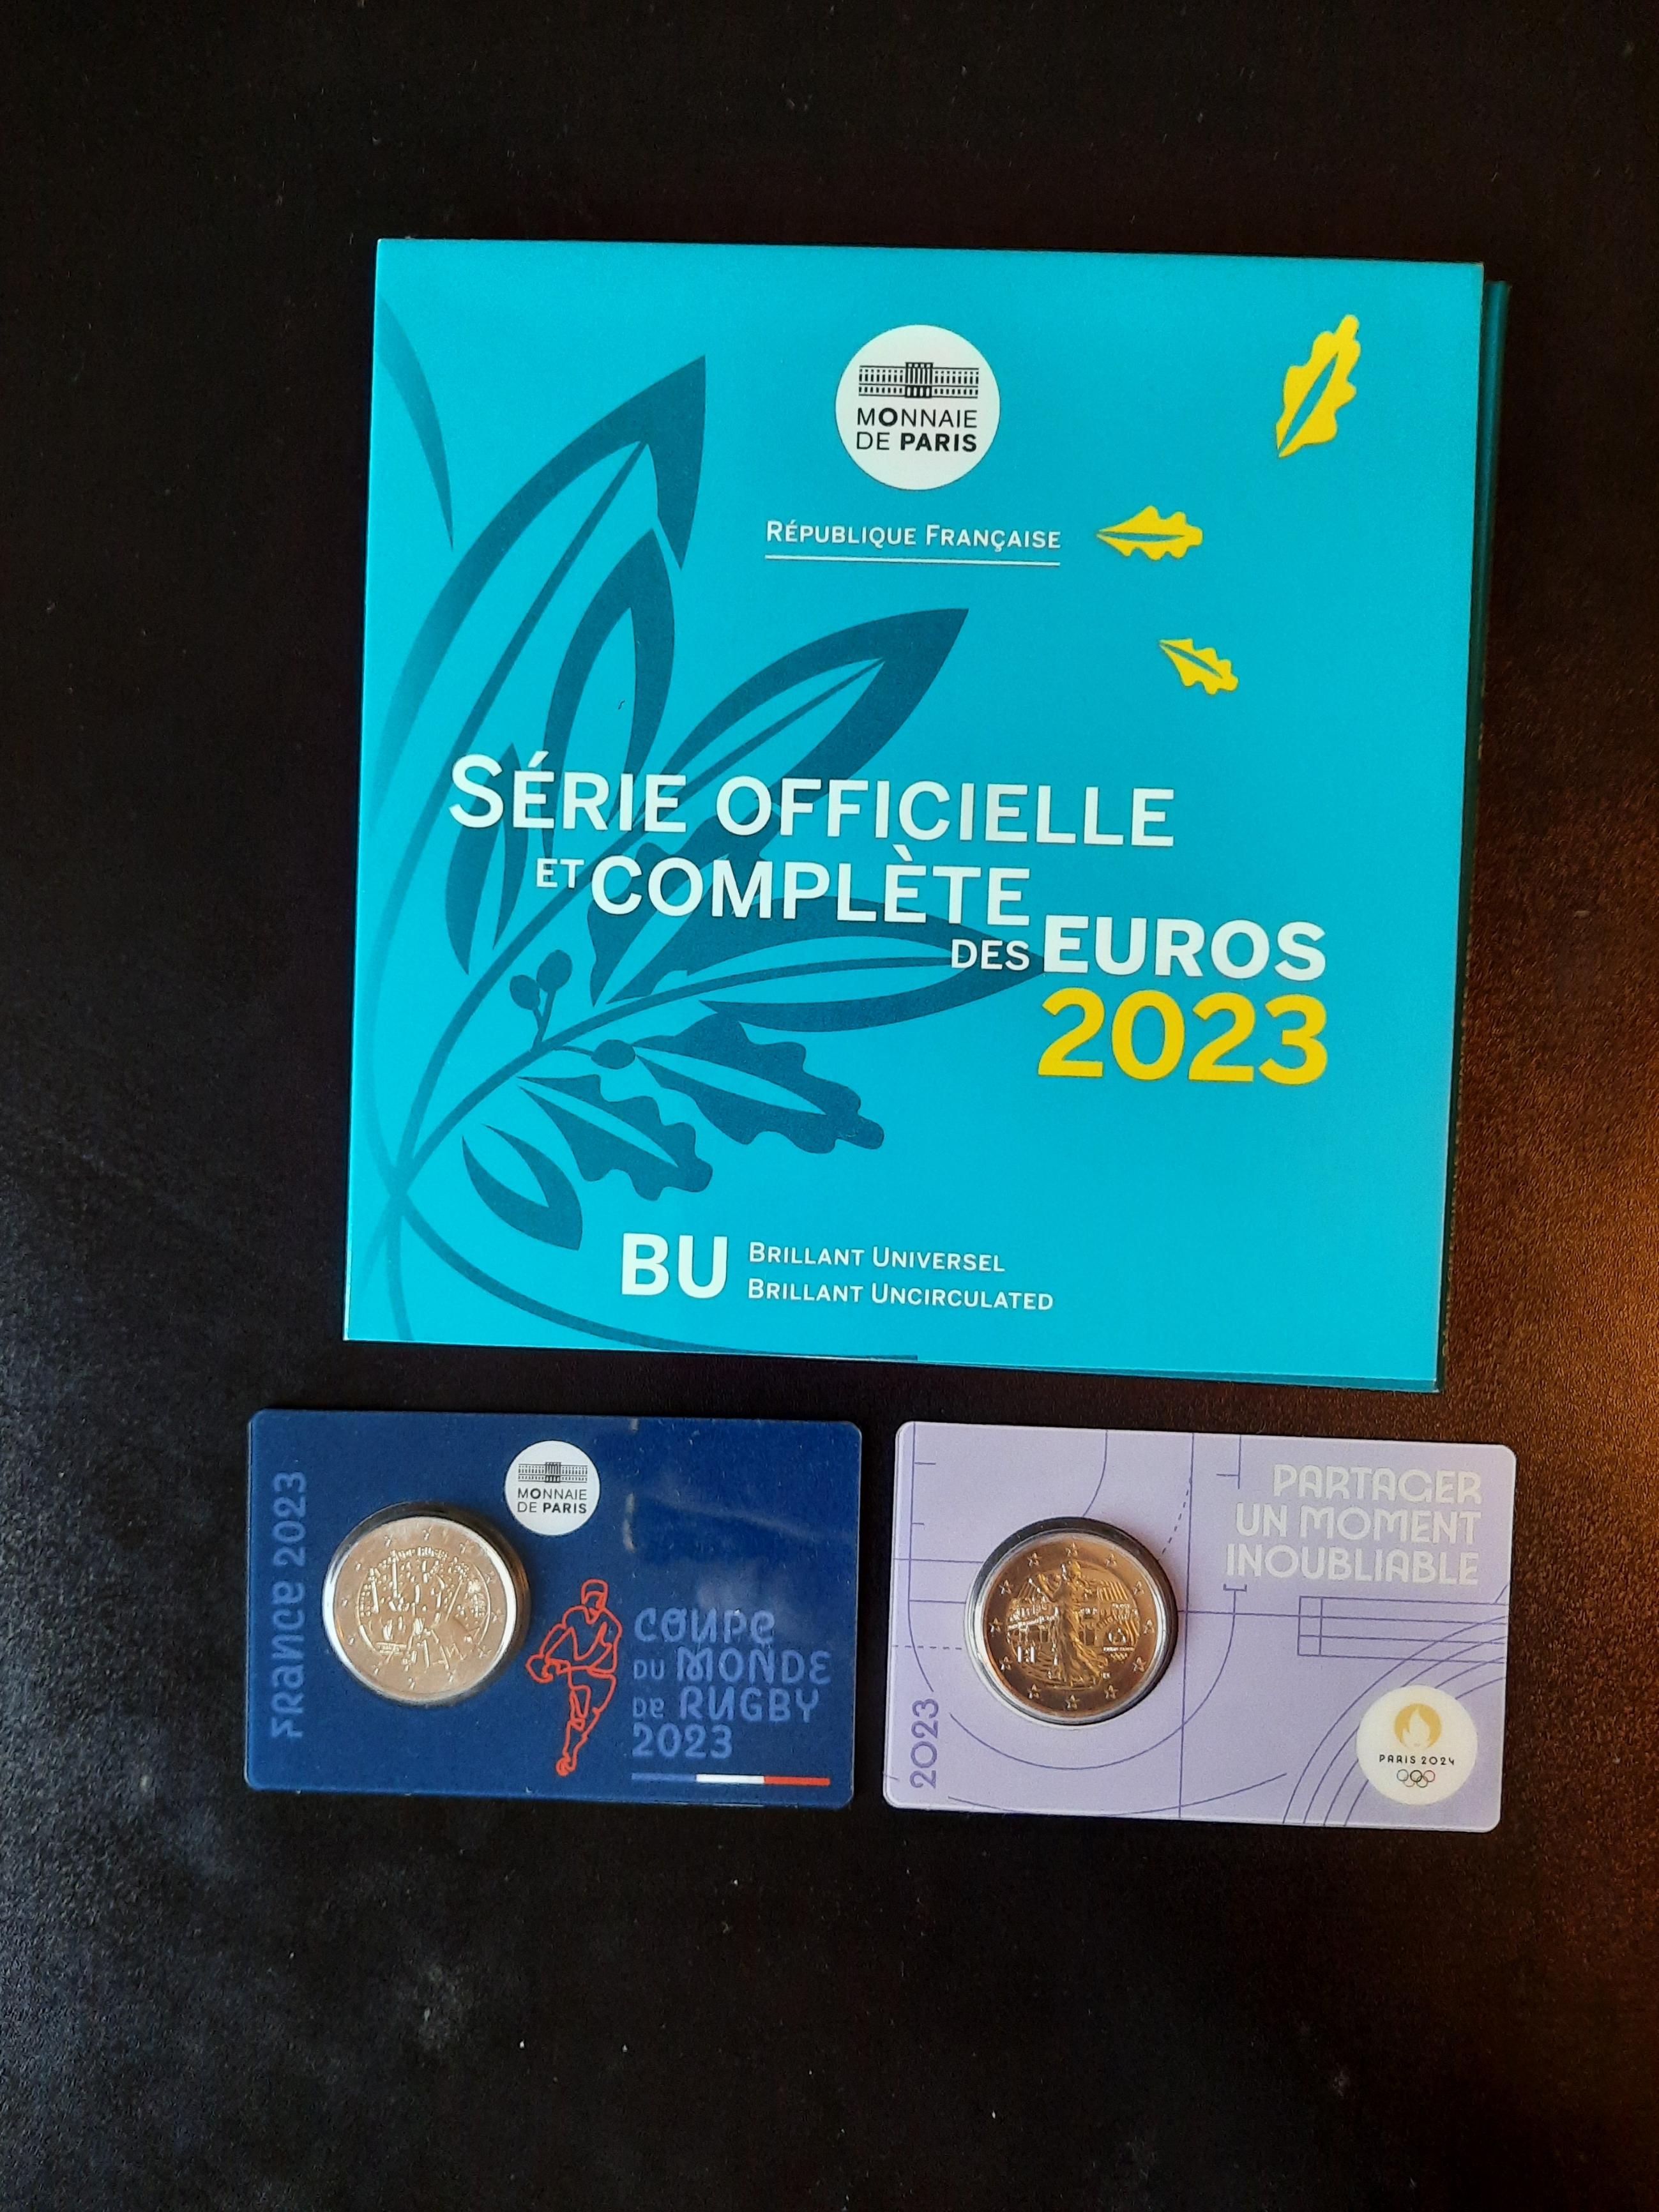 MONNAIE
DE PARIS
RÉPUBLIQUE FRANÇAISE
SÉRIE OFFICIELLE
ET COMPLÈTE
DES EUROS
2023
BU
BRILLANT UNIVERSEL
BRILLANT UNCIRCULATED
FRANCE 2023
MONNAIE
DE PARIS
COUPE
DU MONDE
DE RUGBY
2023
PARTAGER
UN MOMENT
INOUBLIABLE
2023
PARIS 2024